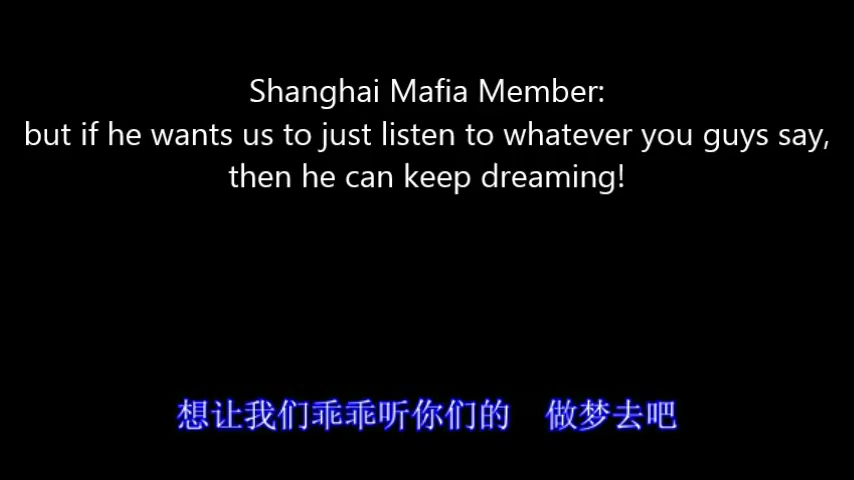 Shanghai Mafia Member:
but if he wants us to just listen to whatever you guys say,
then he can keep dreaming!
想让我们乖乖听你们的 做梦去吧